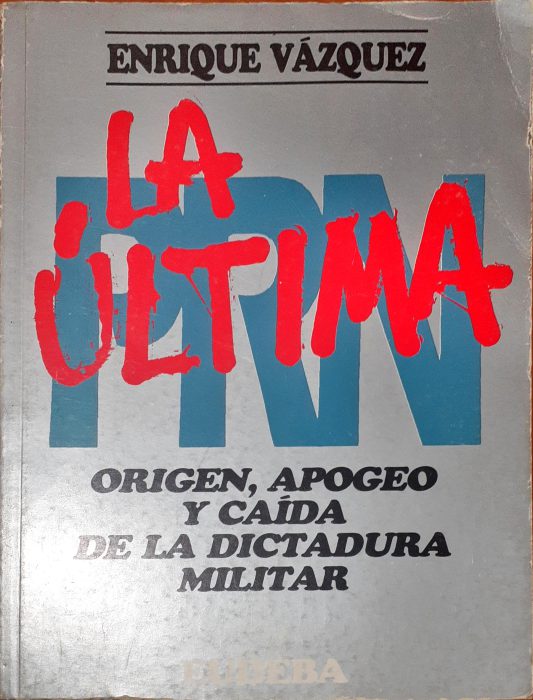 ENRIQUE VÁZQUEZ
LA
ÚLTIMA
PRN
ORIGEN, APOGEO
Y CAÍDA
DE LA DICTADURA
MILITAR
EUDEBA